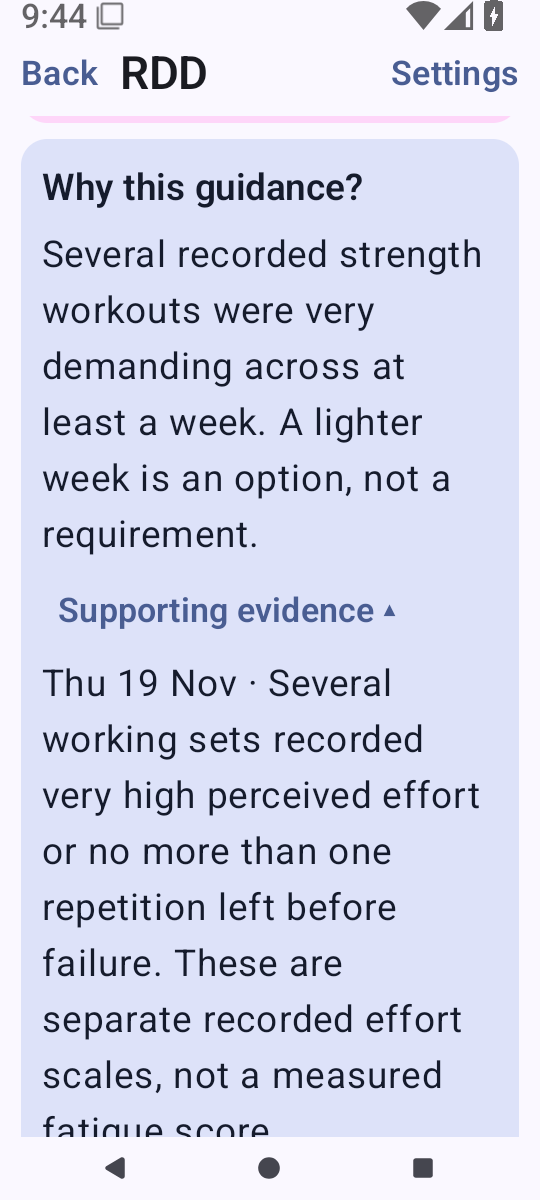 9:44
Back RDD Settings
Why this guidance?
Several recorded strength
workouts were very
demanding across at
least a week. A lighter
week is an option, not a
requirement.
Supporting evidence ▲
Thu 19 Nov · Several
working sets recorded
very high perceived effort
or no more than one
repetition left before
failure. These are
separate recorded effort
scales, not a measured
fatigue score.